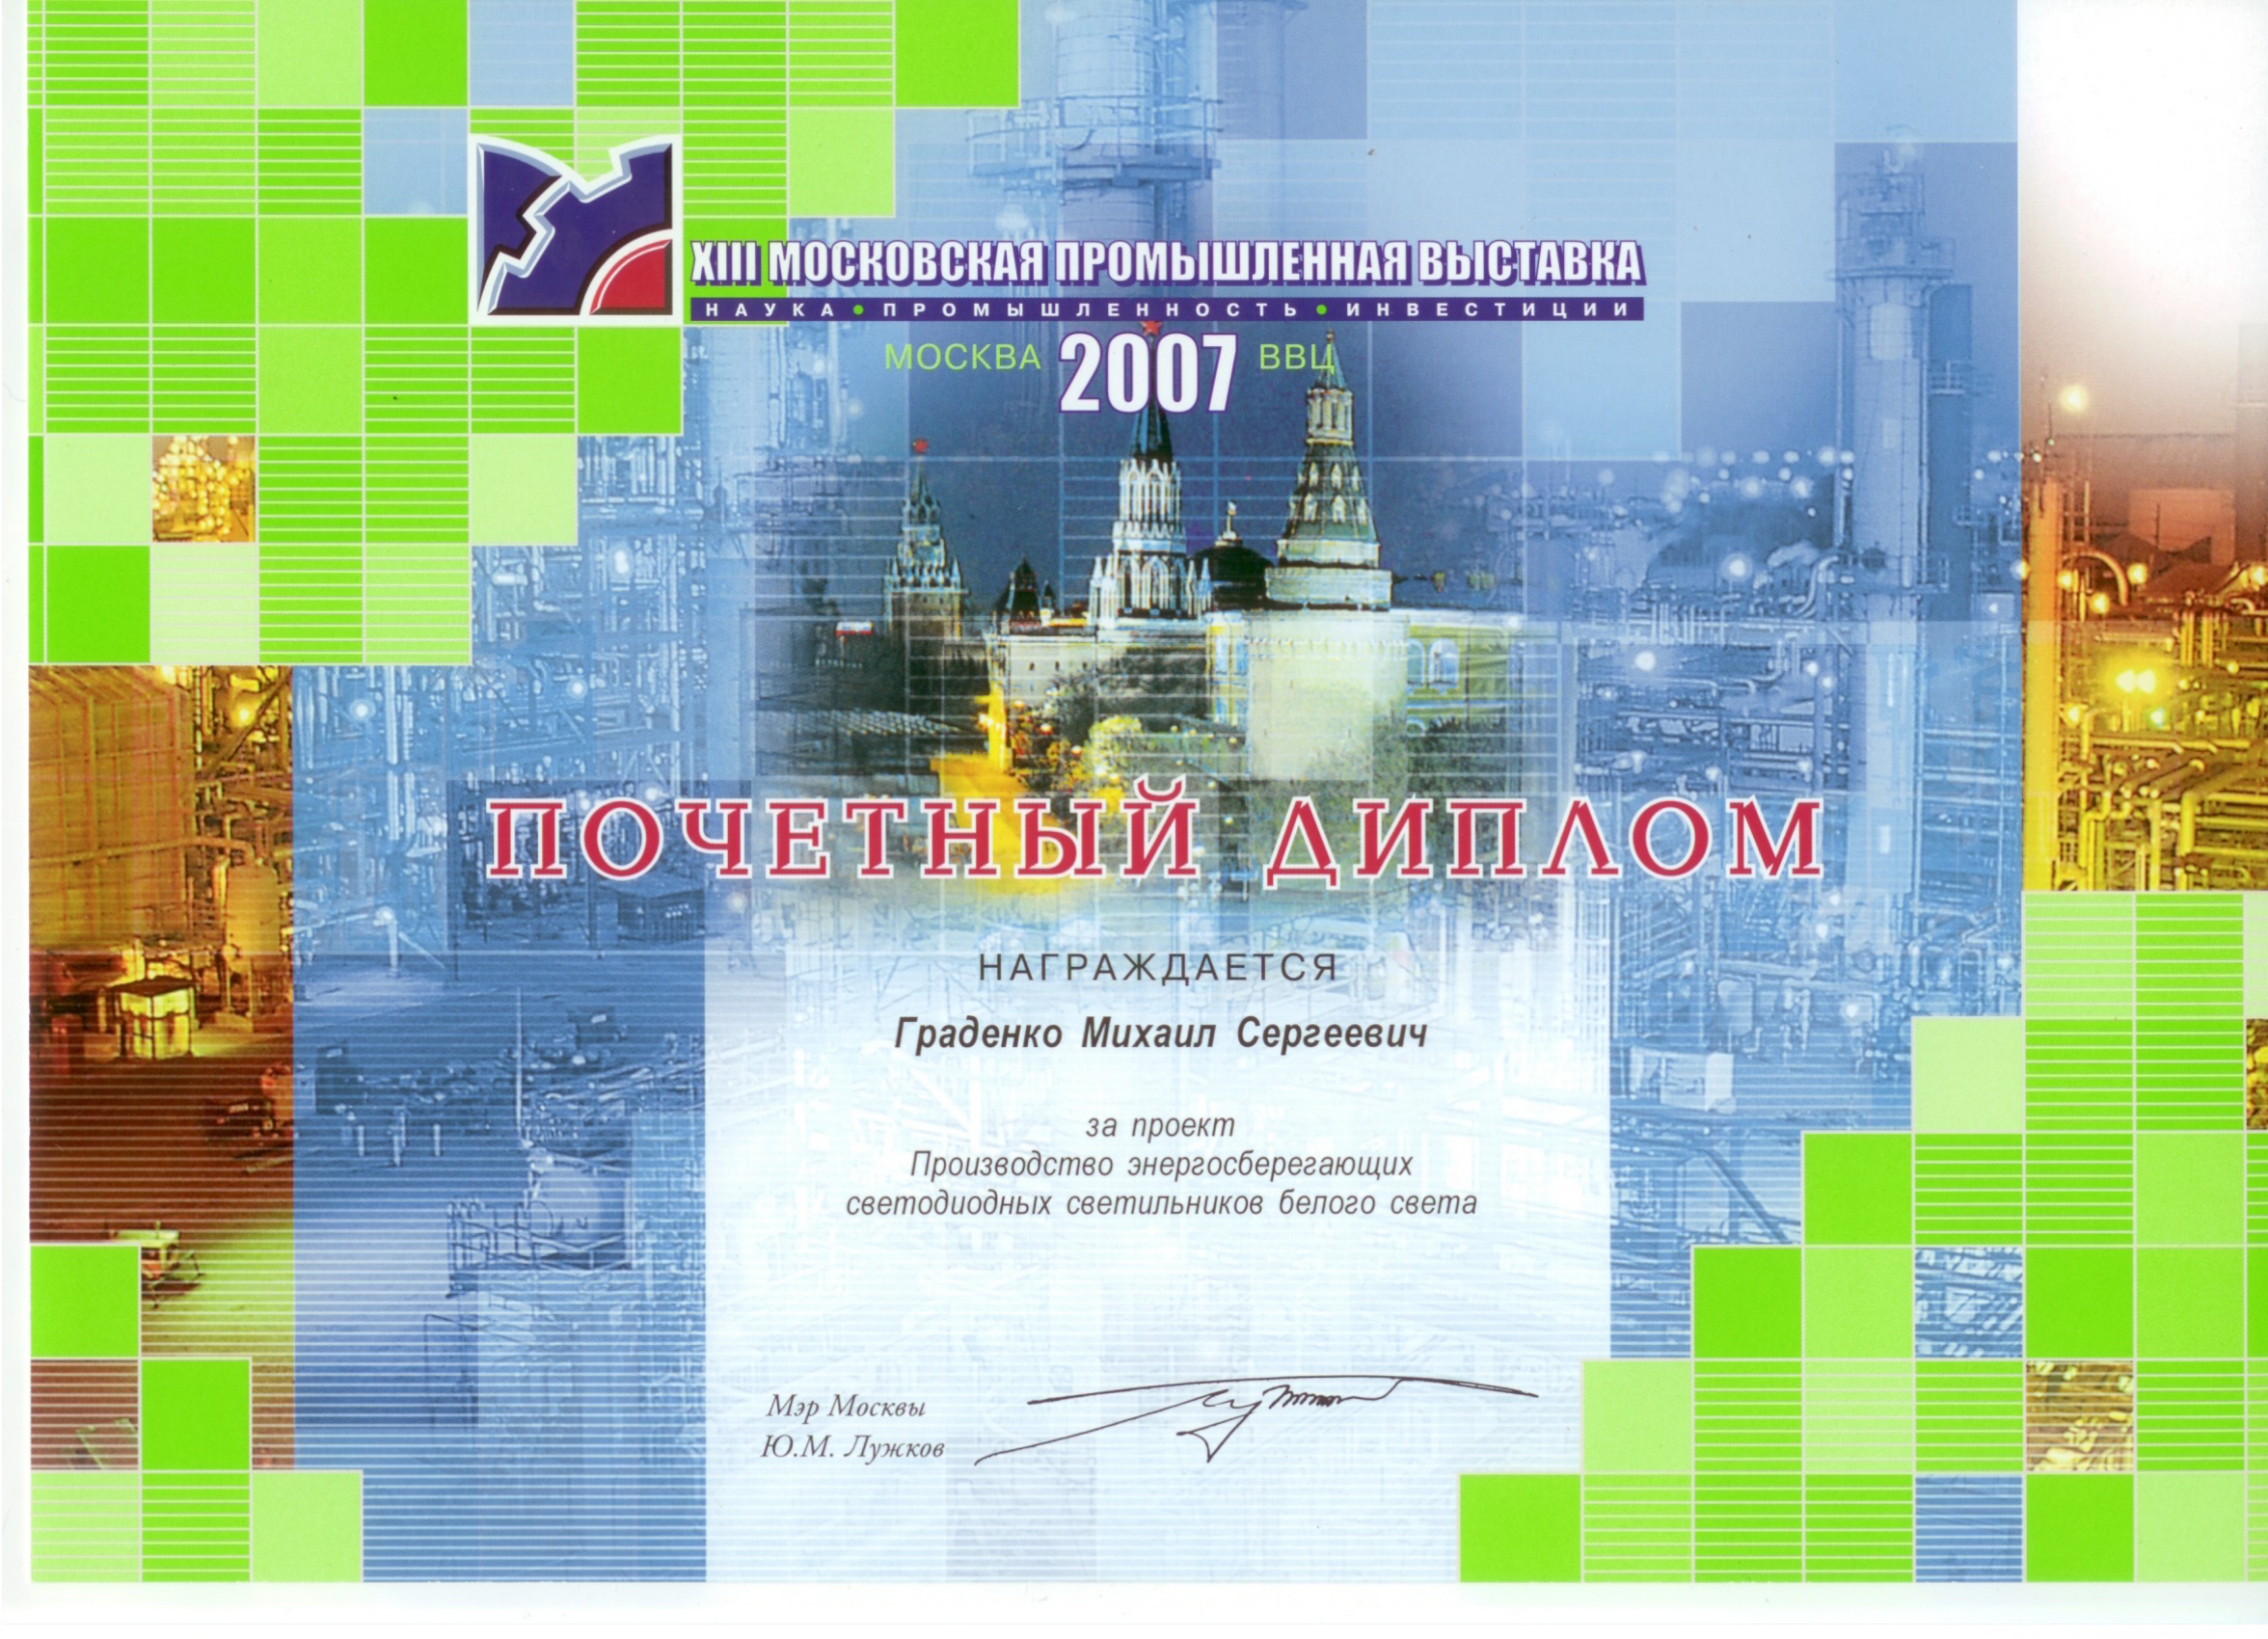 XIII МОСКОВСКАЯ ПРОМЫШЛЕННАЯ ВЫСТАВКА
НАУКА • ПРОМЫШЛЕННОСТЬ • ИНВЕСТИЦИИ
МОСКВА 2007 ВВЦ
ПОЧЕТНЫЙ ДИПЛОМ
НАГРАЖДАЕТСЯ
Граденко Михаил Сергеевич
за проект
Производство энергосберегающих
светодиодных светильников белого света
Мэр Москвы
Ю.М. Лужков